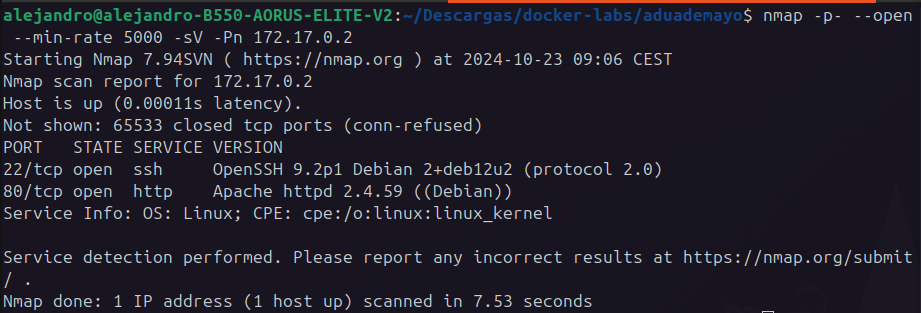 alejandro@alejandro-B550-AORUS-ELITE-V2:~/Descargas/docker-labs/aduademayo$ nmap -p- --open
 --min-rate 5000 -sV -Pn 172.17.0.2
Starting Nmap 7.94SVN ( https://nmap.org ) at 2024-10-23 09:06 CEST
Nmap scan report for 172.17.0.2
Host is up (0.00011s latency).
Not shown: 65533 closed tcp ports (conn-refused)
PORT   STATE SERVICE VERSION
22/tcp open  ssh     OpenSSH 9.2p1 Debian 2+deb12u2 (protocol 2.0)
80/tcp open  http    Apache httpd 2.4.59 ((Debian))
Service Info: OS: Linux; CPE: cpe:/o:linux:linux_kernel

Service detection performed. Please report any incorrect results at https://nmap.org/submit
/ .
Nmap done: 1 IP address (1 host up) scanned in 7.53 seconds